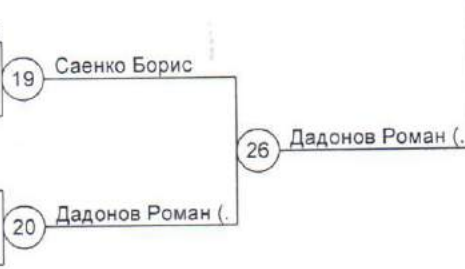 19 Саенко Борис
26 Дадонов Роман (.
20 Дадонов Роман (.